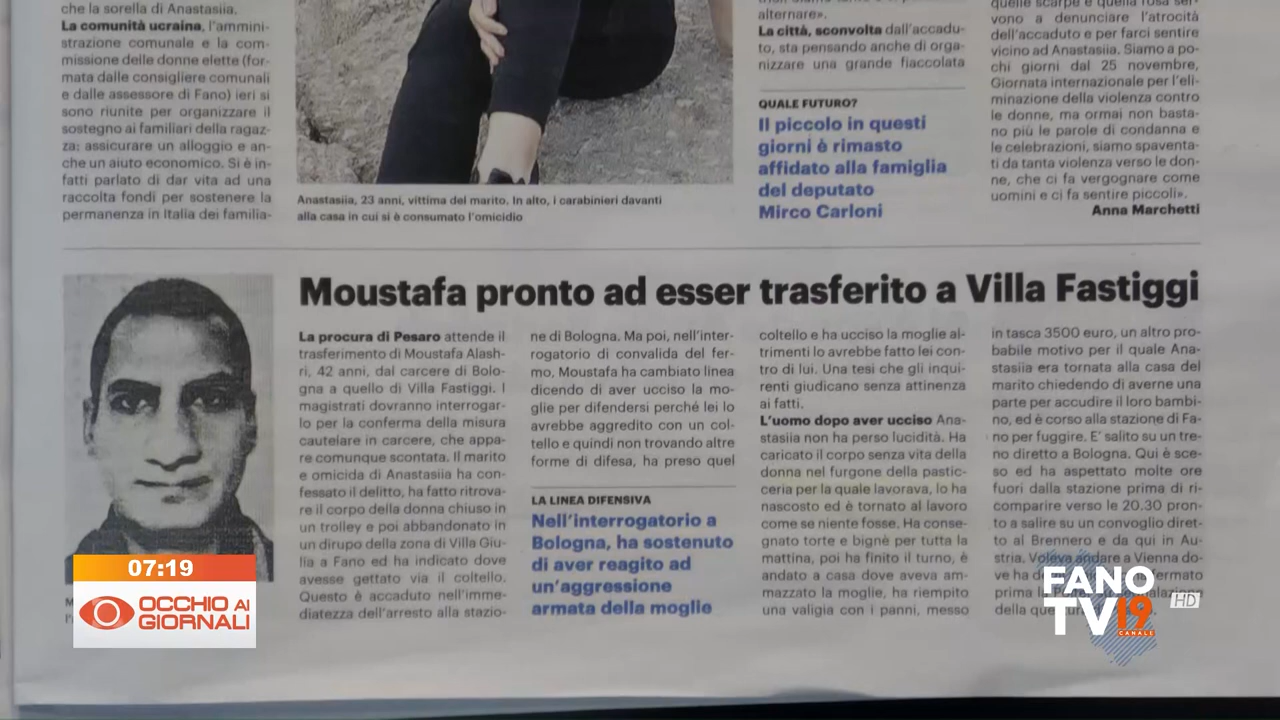 che la sorella di Anastasiia.
La comunità ucraina, l'ammini-
strazione comunale e la com-
missione delle donne elette (for-
mata dalle consigliere comunali
e dalle assessore di Fano) ieri si
sono riunite per organizzare il
sostegno ai familiari della ragaz-
za: assicurare un alloggio e an-
che un aiuto economico. Si è in-
fatti parlato di dar vita ad una
raccolta fondi per sostenere la
permanenza in Italia dei familia-
Anastasiia, 23 anni, vittima del marito. In alto, i carabinieri davanti
alla casa in cui si è consumato l'omicidio
alternare».
La città, sconvolta dall'accadu-
to, sta pensando anche di orga-
nizzare una grande fiaccolata
QUALE FUTURO?
Il piccolo in questi
giorni è rimasto
affidato alla famiglia
del deputato
Mirco Carloni
quelle scarpe e quella rosa ser-
vono a denunciare l'atrocità
dell'accaduto e per farci sentire
vicino ad Anastasiia. Siamo a po-
chi giorni dal 25 novembre,
Giornata internazionale per l'eli-
minazione della violenza contro
le donne, ma ormai non basta-
no più le parole di condanna e
le celebrazioni, siamo spaventa-
ti da tanta violenza verso le don-
ne, che ci fa vergognare come
uomini e ci fa sentire piccoli».
Anna Marchetti
Moustafa pronto ad esser trasferito a Villa Fastiggi
La procura di Pesaro attende il
trasferimento di Moustafa Alash-
ri, 42 anni, dal carcere di Bolo-
gna a quello di Villa Fastiggi. I
magistrati dovranno interrogar-
lo per la conferma della misura
cautelare in carcere, che appa-
re comunque scontata. Il marito
e omicida di Anastasiia ha con-
fessato il delitto, ha fatto ritrova-
re il corpo della donna chiuso in
un trolley e poi abbandonato in
un dirupo della zona di Villa Giu-
lia a Fano ed ha indicato dove
avesse gettato via il coltello.
Questo è accaduto nell'imme-
diatezza dell'arresto alla stazio-
ne di Bologna. Ma poi, nell'inter-
rogatorio di convalida del fer-
mo, Moustafa ha cambiato linea
dicendo di aver ucciso la mo-
glie per difendersi perché lei lo
avrebbe aggredito con un col-
tello e quindi non trovando altre
forme di difesa, ha preso quel
LA LINEA DIFENSIVA
Nell'interrogatorio a
Bologna, ha sostenuto
di aver reagito ad
un'aggressione
armata della moglie
coltello e ha ucciso la moglie al-
trimenti lo avrebbe fatto lei con-
tro di lui. Una tesi che gli inqui-
renti giudicano senza attinenza
ai fatti.
L'uomo dopo aver ucciso Ana-
stasiia non ha perso lucidità. Ha
caricato il corpo senza vita della
donna nel furgone della pastic-
ceria per la quale lavorava, lo ha
nascosto ed è tornato al lavoro
come se niente fosse. Ha conse-
gnato torte e bignè per tutta la
mattina, poi ha finito il turno, è
andato a casa dove aveva am-
mazzato la moglie, ha riempito
una valigia con i panni, messo
in tasca 3500 euro, un altro pro-
babile motivo per il quale Ana-
stasiia era tornata alla casa del
marito chiedendo di averne una
parte per accudire il loro bambi-
no, ed è corso alla stazione di Fa-
no per fuggire. E' salito su un tre-
no diretto a Bologna. Qui è sce-
so ed ha aspettato molte ore
fuori dalla stazione prima di ri-
comparire verso le 20.30 pron-
to a salire su un convoglio diret-
to al Brennero e da qui in Au-
stria. Voleva andare a Vienna do-
ve ha
prima
della
07:19
OCCHIO AI
GIORNALI
FANO
TV 19
CANALE
HD